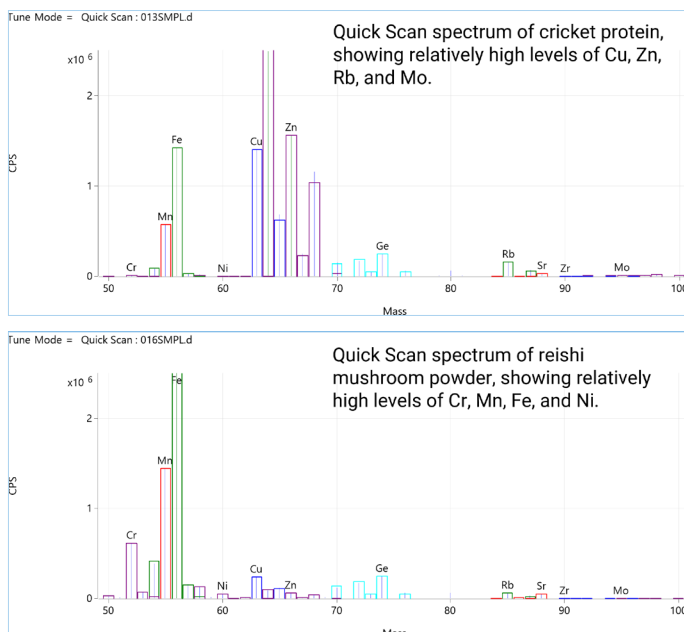 Tune Mode = Quick Scan : 013SMPL.d
Quick Scan spectrum of cricket protein,
showing relatively high levels of Cu, Zn,
Rb, and Mo.
x10 6
2
Fe
Cu
Zn
CPS
1
Mn
Cr
Ni
Ge
Rb
Sr
Zr
Mo
0
50
60
70
80
90
100
Mass
Tune Mode = Quick Scan : 016SMPL.d
Quick Scan spectrum of reishi
mushroom powder, showing relatively
high levels of Cr, Mn, Fe, and Ni.
x10 6
Fe
2
Mn
CPS
1
Cr
Cu
Ni
Zn
Ge
Rb
Sr
Zr
Mo
0
50
60
70
80
90
100